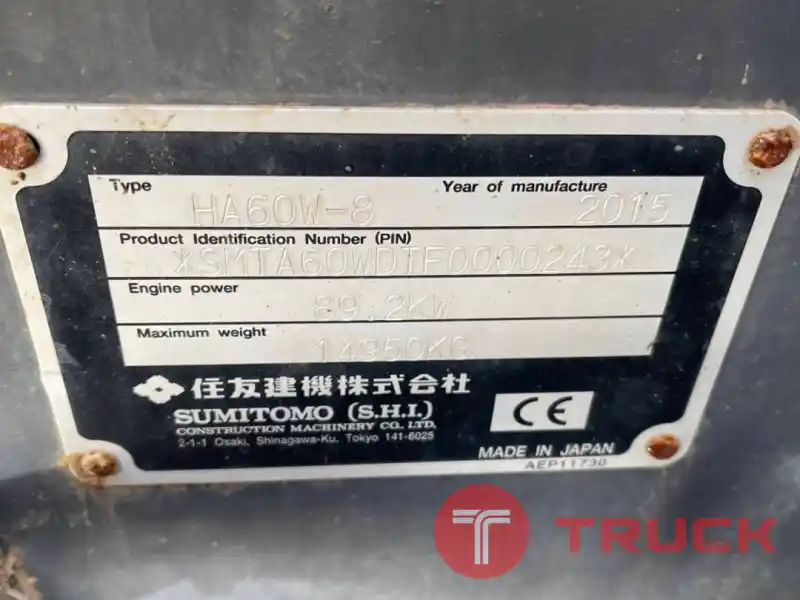 Type Year of manufacture
HA60W-8 2015
Product Identification Number (PIN)
*SMTA60WDTF0000243*
Engine power
89.2KW
Maximum weight
14950KG
住友建機株式会社
SUMITOMO (S.H.I.)
CONSTRUCTION MACHINERY CO. LTD.
2-1-1 Osaki, Shinagawa-Ku, Tokyo 141-6025
CE
MADE IN JAPAN
AEP11730
TRUCK